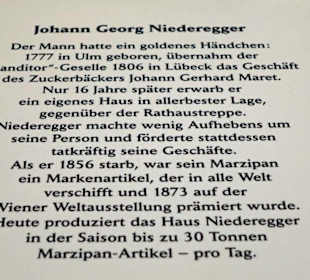 Johann Georg Niederegger
Der Mann hatte ein goldenes Händchen:
1777 in Ulm geboren, übernahm der
anditor"-Geselle 1806 in Lübeck das Geschäft
des Zuckerbäckers Johann Gerhard Maret.
Nur 16 Jahre später erwarb er
ein eigenes Haus in allerbester Lage,
gegenüber der Rathaustreppe.
Niederegger machte wenig Aufhebens um
seine Person und förderte stattdessen
tatkräftig seine Geschäfte.
Als er 1856 starb, war sein Marzipan
ein Markenartikel, der in alle Welt
verschifft und 1873 auf der
Wiener Weltausstellung prämiert wurde.
Heute produziert das Haus Niederegger
in der Saison bis zu 30 Tonnen
Marzipan-Artikel – pro Tag.